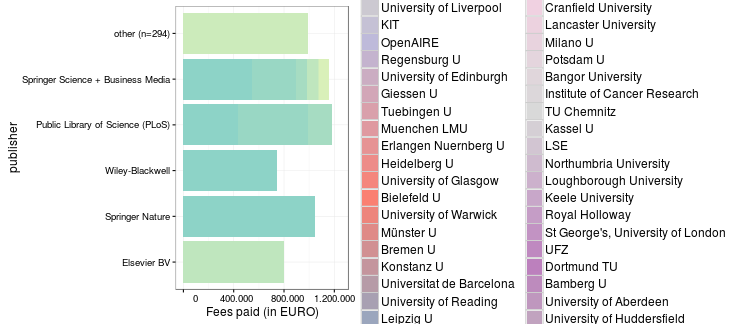 publisher
other (n=294)
Springer Science + Business Media
Public Library of Science (PLoS)
Wiley-Blackwell
Springer Nature
Elsevier BV
0 400.000 800.000 1.200.000
Fees paid (in EURO)
University of Liverpool
KIT
OpenAIRE
Regensburg U
University of Edinburgh
Giessen U
Tuebingen U
Muenchen LMU
Erlangen Nuernberg U
Heidelberg U
University of Glasgow
Bielefeld U
University of Warwick
Münster U
Bremen U
Konstanz U
Universitat de Barcelona
University of Reading
Leipzig U
Cranfield University
Lancaster University
Milano U
Potsdam U
Bangor University
Institute of Cancer Research
TU Chemnitz
Kassel U
LSE
Northumbria University
Loughborough University
Keele University
Royal Holloway
St George's, University of London
UFZ
Dortmund TU
Bamberg U
University of Aberdeen
University of Huddersfield